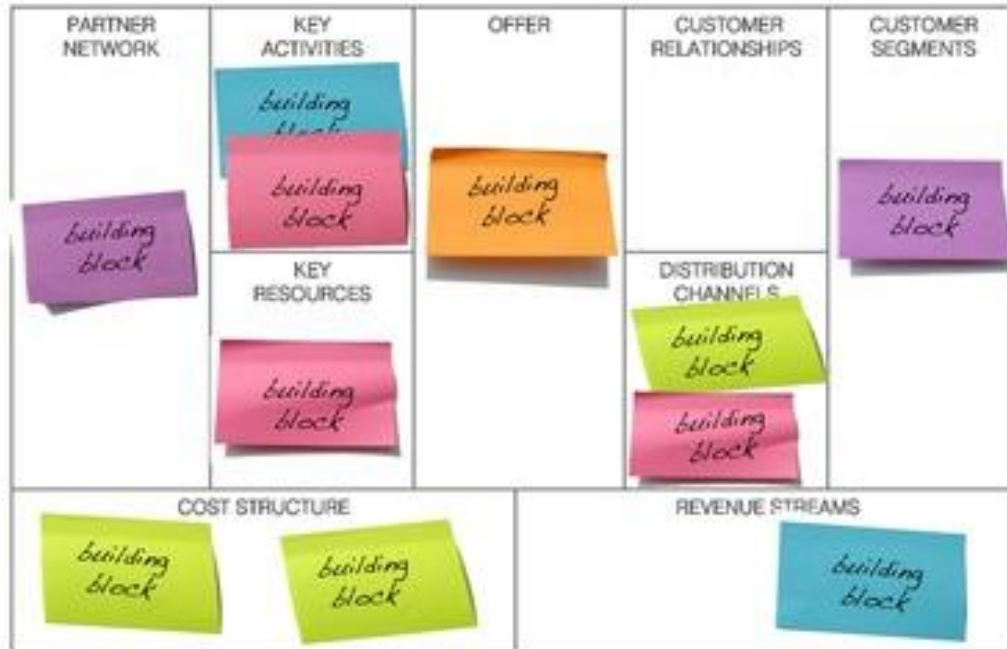 PARTNER
NETWORK
KEY
ACTIVITIES
OFFER
CUSTOMER
RELATIONSHIPS
CUSTOMER
SEGMENTS
building
block
building
block
building
block
building
block
building
block
KEY
RESOURCES
DISTRIBUTION
CHANNELS
building
block
building
block
building
block
COST STRUCTURE
REVENUE STREAMS
building
block
building
block
building
block